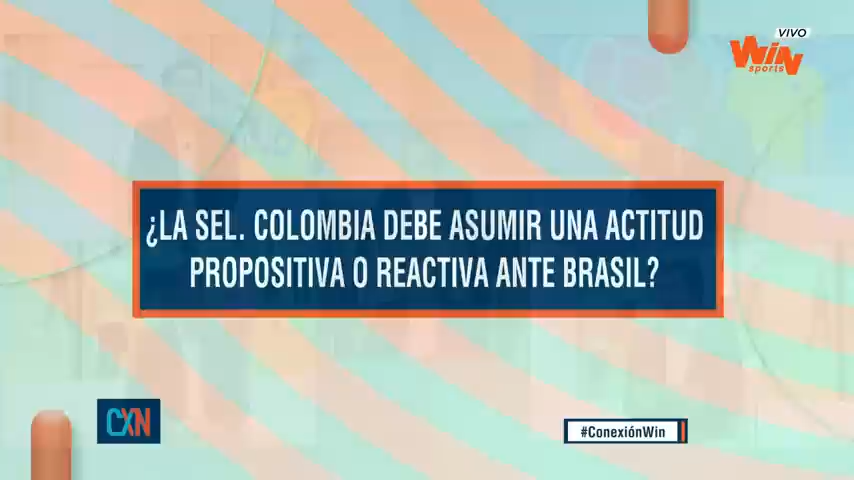 VIVO
WIN
sports
¿LA SEL. COLOMBIA DEBE ASUMIR UNA ACTITUD
PROPOSITIVA O REACTIVA ANTE BRASIL?
CXN
#ConexiónWin